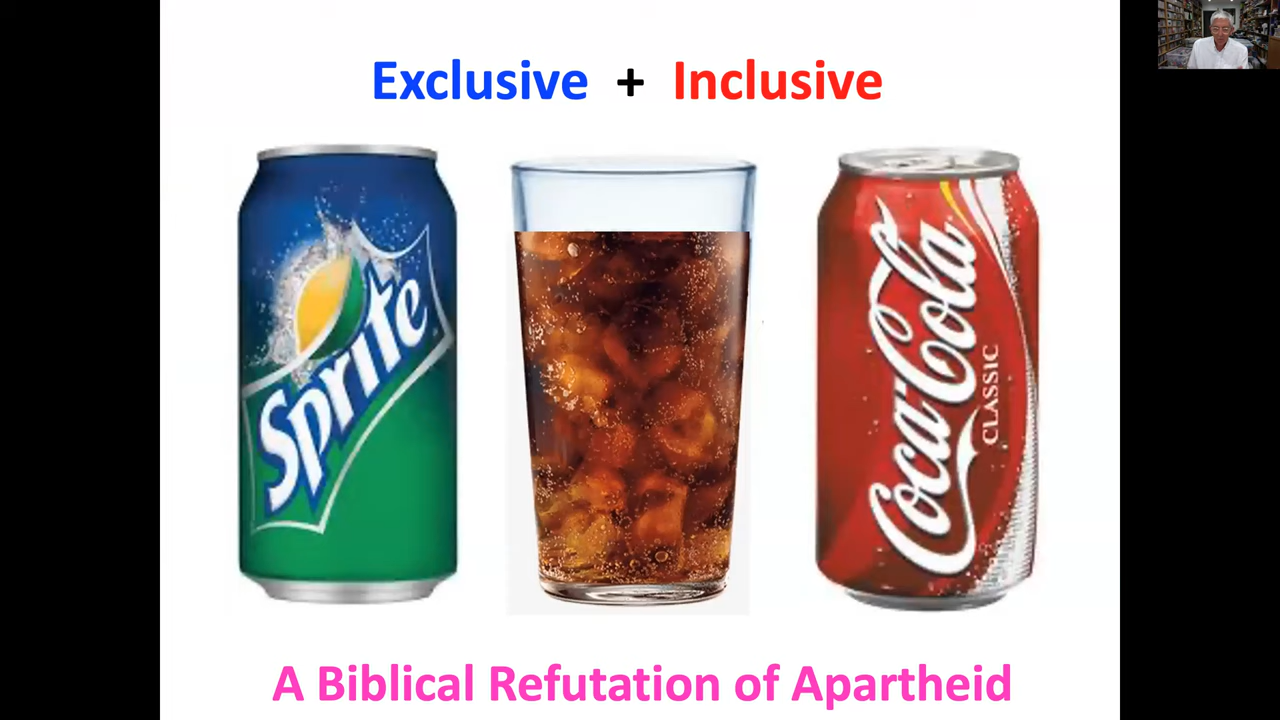 Exclusive + Inclusive
Sprite
Coca-Cola
CLASSIC
A Biblical Refutation of Apartheid